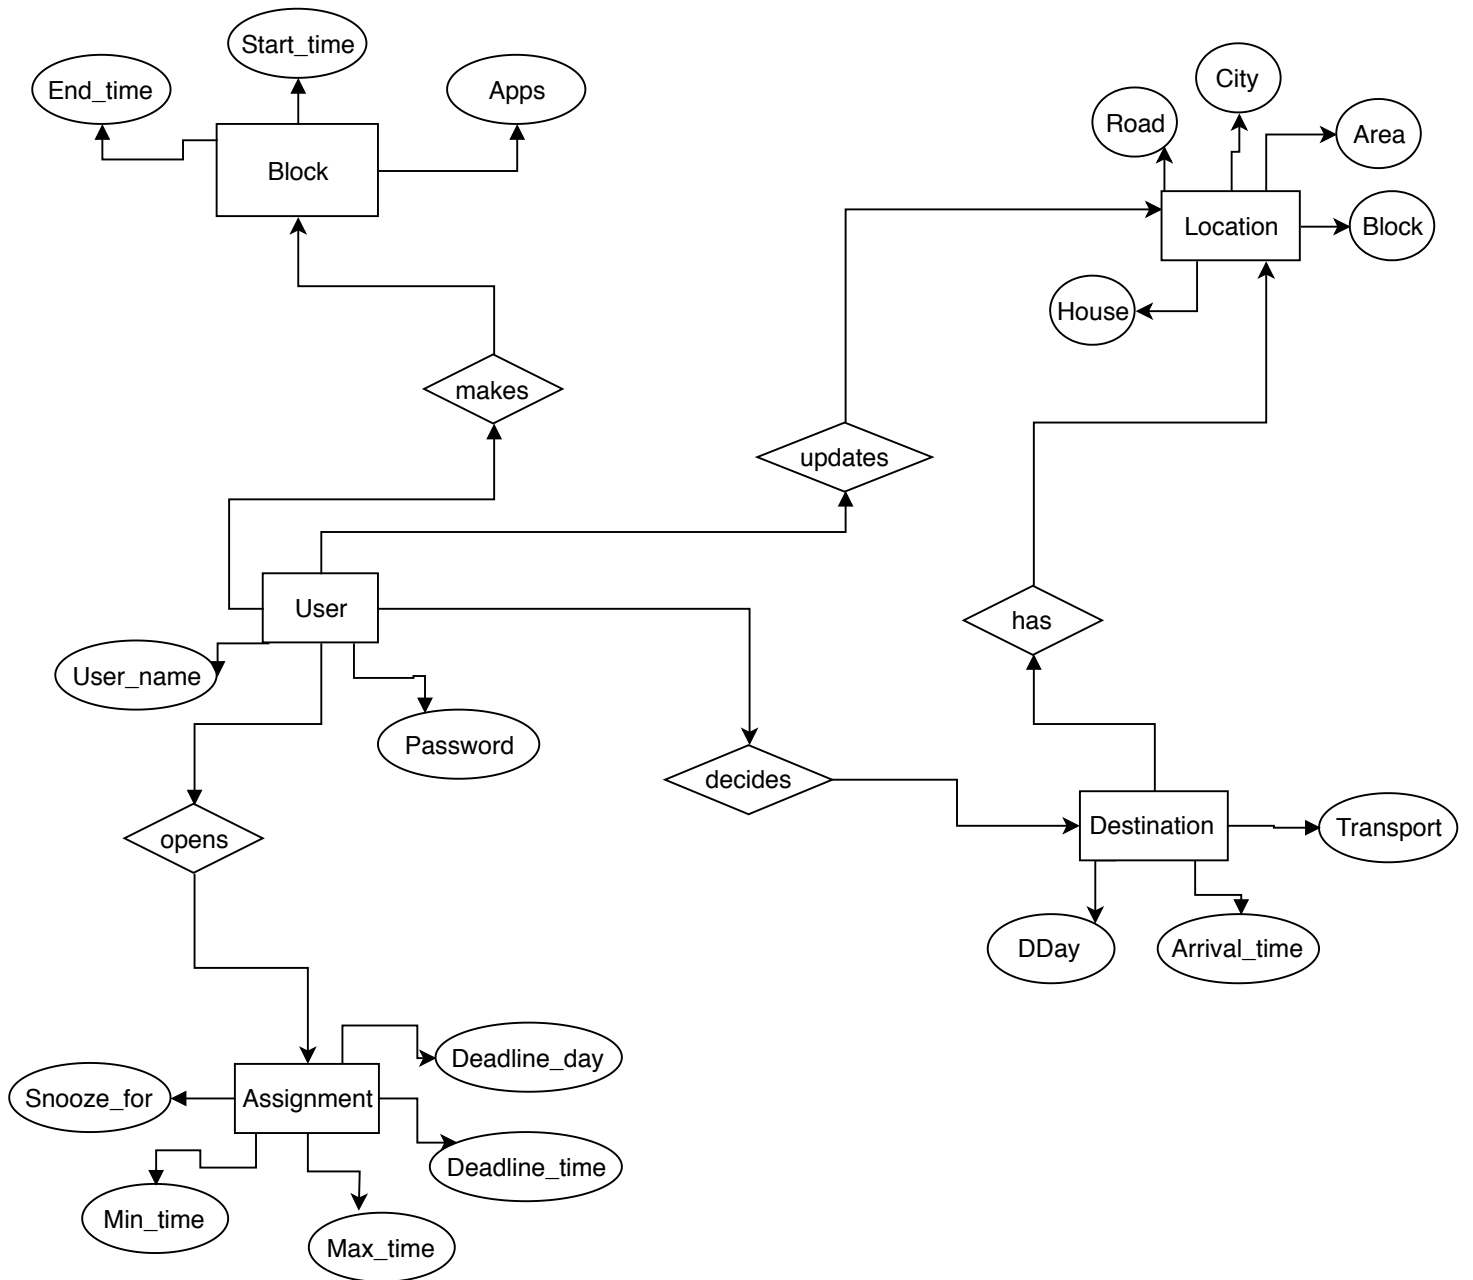 Start_time
End_time
Apps
Block
City
Road
Area
Location
Block
House
makes
updates
User
has
User_name
Password
decides
opens
Destination
Transport
DDay
Arrival_time
Deadline_day
Snooze_for
Assignment
Deadline_time
Min_time
Max_time